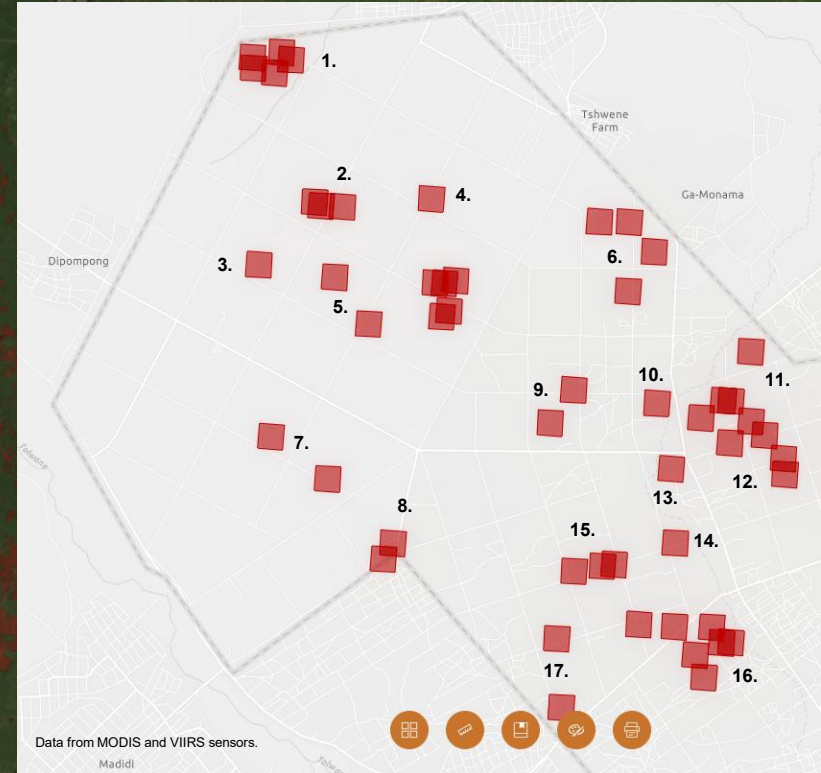 1.
Tshwene
Farm
2.
4.
Ga-Monama
3.
6.
Dipompong
5.
11.
10.
9.
7.
12.
13.
8.
15.
14.
Tolwane
17.
16.
Data from MODIS and VIIRS sensors.
Madidi